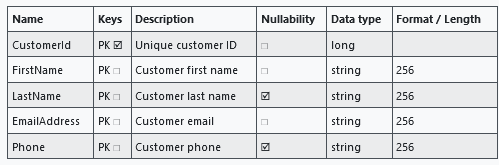 Name Keys Description Nullability Data type Format / Length
CustomerId PK ☑ Unique customer ID ☐ long
FirstName PK ☐ Customer first name ☐ string 256
LastName PK ☐ Customer last name ☑ string 256
EmailAddress PK ☐ Customer email ☐ string 256
Phone PK ☐ Customer phone ☑ string 256